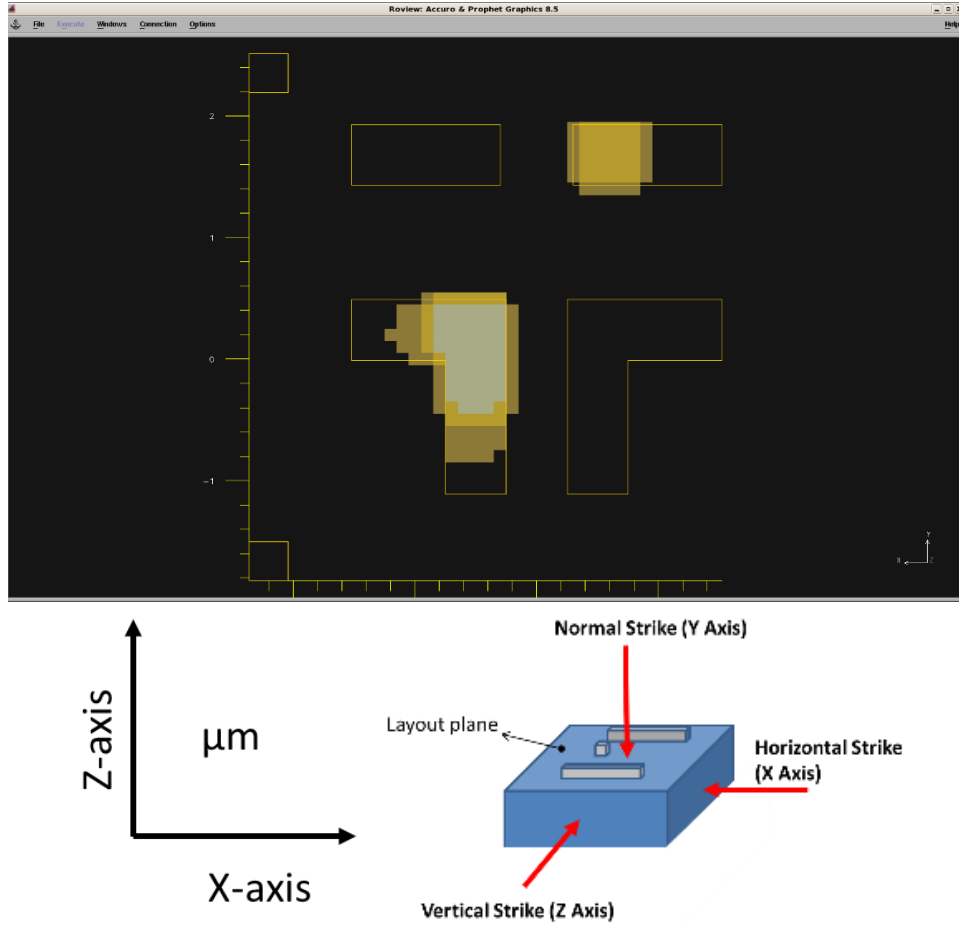 Roview: Accuro & Prophet Graphics 8.5
File Execute Windows Connection Options Help
2
1
0
-1
Y
X Z
Z-axis
μm
X-axis
Normal Strike (Y Axis)
Layout plane
Horizontal Strike
(X Axis)
Vertical Strike (Z Axis)